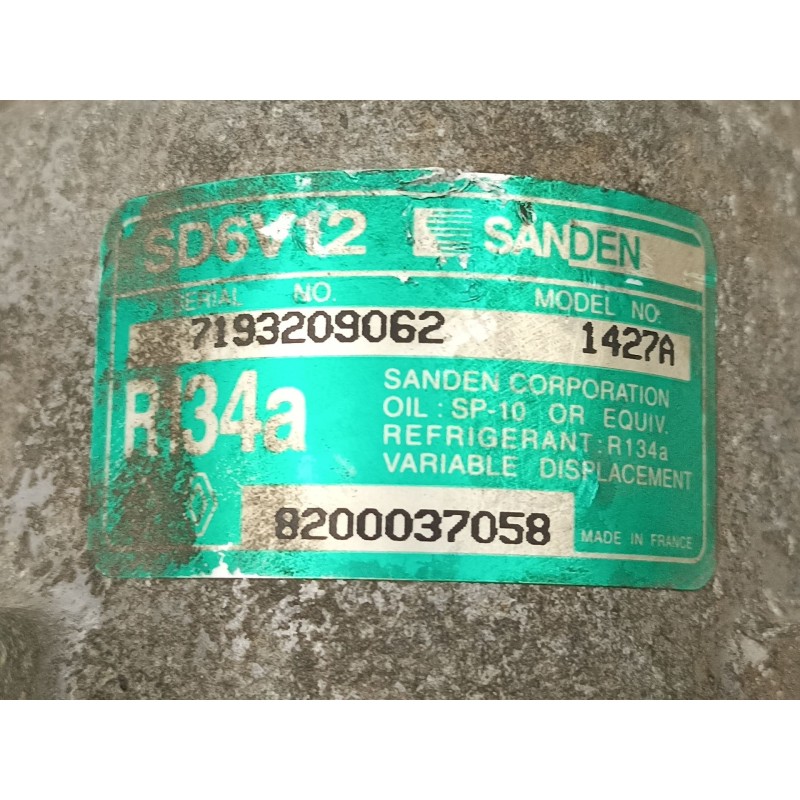 SD6V12 SANDEN
SERIAL NO. MODEL NO.
7193209062 1427A
R134a
SANDEN CORPORATION
OIL : SP-10 OR EQUIV.
REFRIGERANT : R134a
VARIABLE DISPLACEMENT
8200037058 MADE IN FRANCE